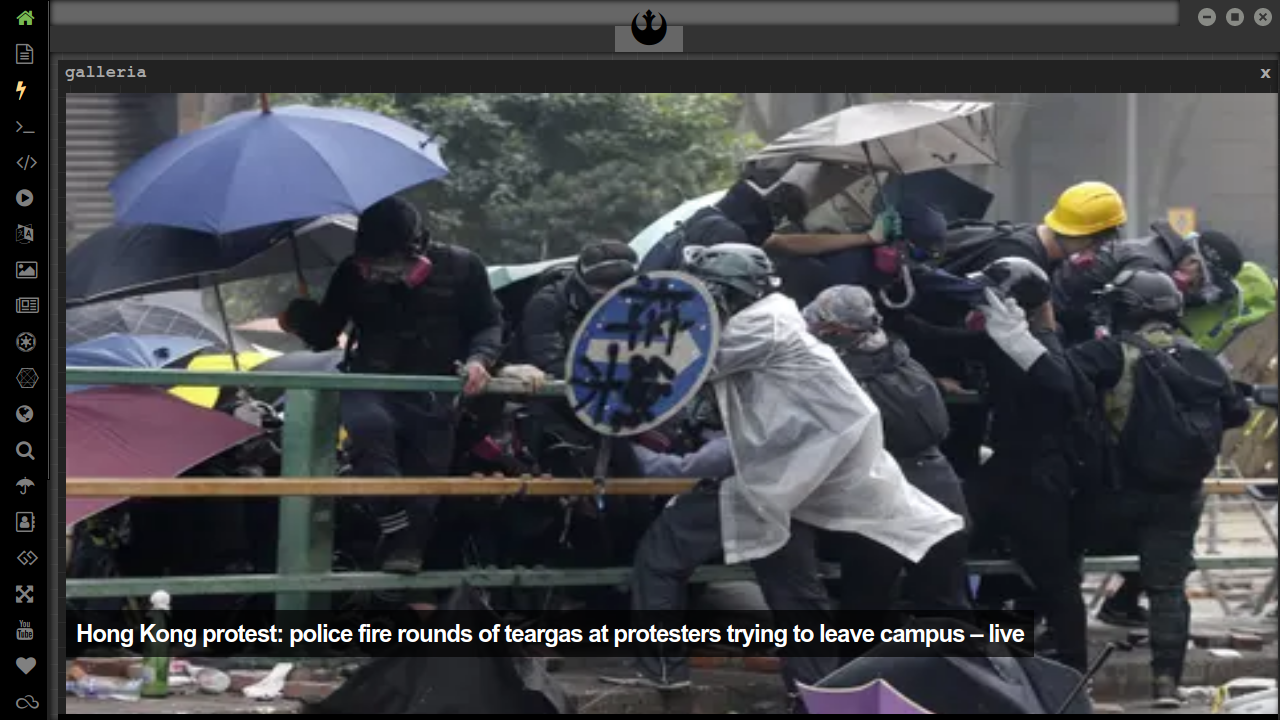 galleria
x
Hong Kong protest: police fire rounds of teargas at protesters trying to leave campus – live